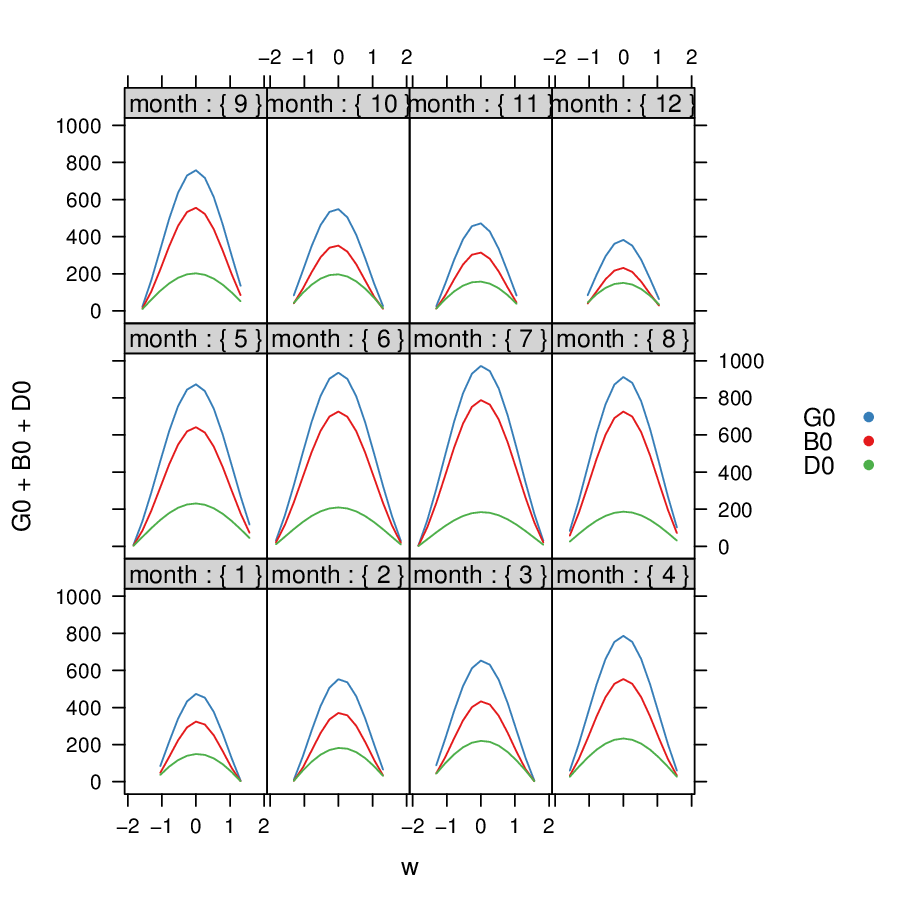 −2 −1 0 1 2 −2 −1 0 1 2
month : { 9 } month : { 10 } month : { 11 } month : { 12 }
1000
800
600
400
200
0
month : { 5 } month : { 6 } month : { 7 } month : { 8 }
1000
800
600
400
200
0
G0 + B0 + D0
G0
B0
D0
month : { 1 } month : { 2 } month : { 3 } month : { 4 }
1000
800
600
400
200
0
−2 −1 0 1 2 −2 −1 0 1 2
w